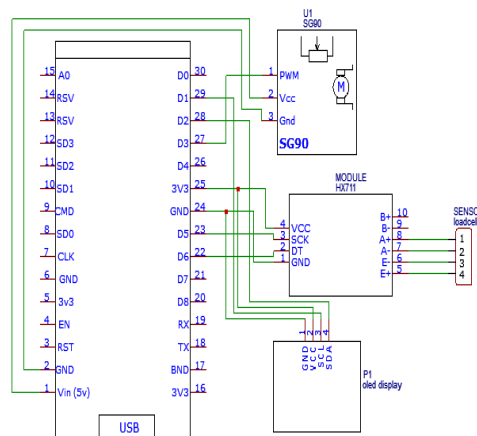 U1
SG90
1 PWM
2 Vcc
3 Gnd
M
SG90
15 A0 D0 30
14 RSV D1 29
13 RSV D2 28
12 SD3 D3 27
11 SD2 D4 26
10 SD1 3V3 25
9 CMD GND 24
8 SD0 D5 23
7 CLK D6 22
6 GND D7 21
5 3v3 D8 20
4 EN RX 19
3 RST TX 18
2 GND BND 17
1 Vin (5v) 3V3 16
USB
MODULE
HX711
4 VCC
3 SCK
2 DT
1 GND
B+ 10
B- 9
A+ 8
A- 7
E- 6
E+ 5
SENSO
loadcel
1
2
3
4
1 2 3 4
GND
VCC
SCL
SDA
P1
oled display